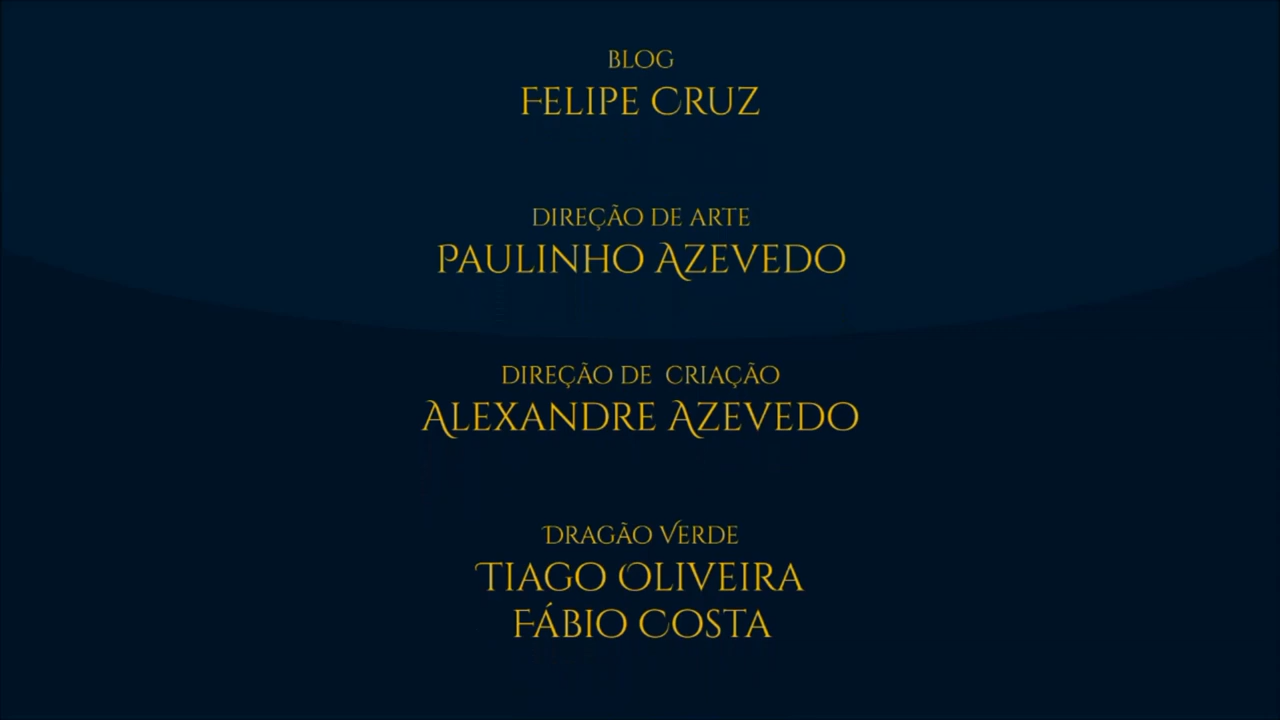 BLOG
FELIPE CRUZ
DIREÇÃO DE ARTE
PAULINHO AZEVEDO
DIREÇÃO DE CRIAÇÃO
ALEXANDRE AZEVEDO
DRAGÃO VERDE
TIAGO OLIVEIRA
FÁBIO COSTA